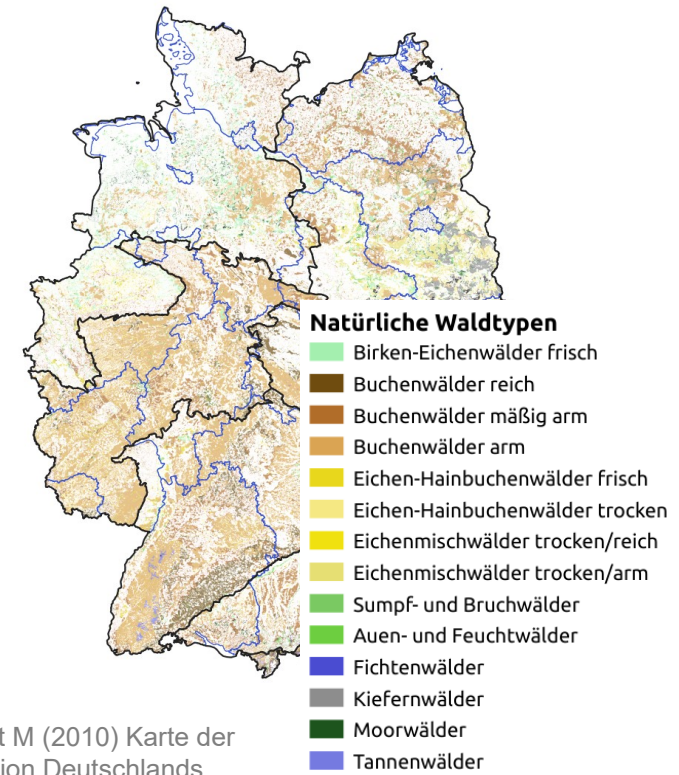 Natürliche Waldtypen
Birken-Eichenwälder frisch
Buchenwälder reich
Buchenwälder mäßig arm
Buchenwälder arm
Eichen-Hainbuchenwälder frisch
Eichen-Hainbuchenwälder trocken
Eichenmischwälder trocken/reich
Eichenmischwälder trocken/arm
Sumpf- und Bruchwälder
Auen- und Feuchtwälder
Fichtenwälder
Kiefernwälder
Moorwälder
Tannenwälder
t M (2010) Karte der
ion Deutschlands